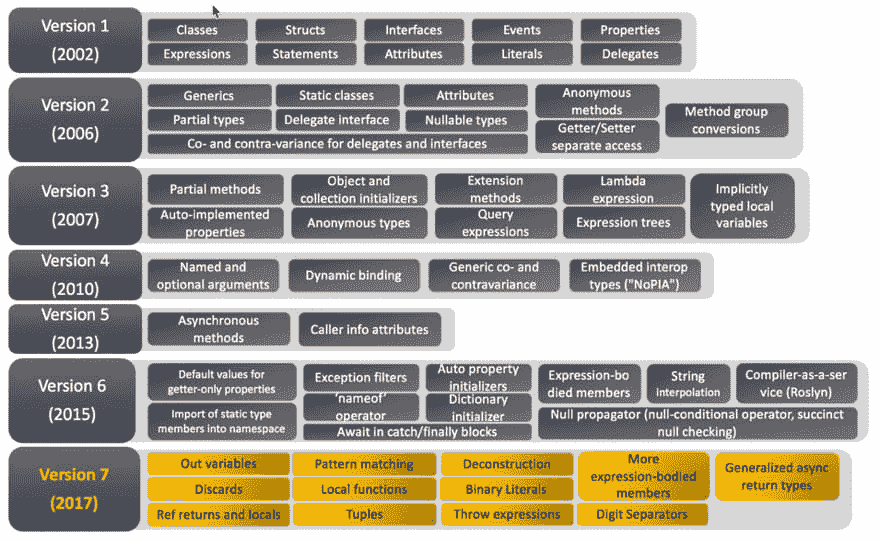 Version 1
(2002)
Classes
Structs
Interfaces
Events
Properties
Expressions
Statements
Attributes
Literals
Delegates
Version 2
(2006)
Generics
Static classes
Attributes
Anonymous
methods
Method group
conversions
Partial types
Delegate interface
Nullable types
Getter/Setter
separate access
Co- and contra-variance for delegates and interfaces
Version 3
(2007)
Partial methods
Object and
collection initializers
Extension
methods
Lambda
expression
Implicitly
typed local
variables
Auto-implemented
properties
Anonymous types
Query
expressions
Expression trees
Version 4
(2010)
Named and
optional arguments
Dynamic binding
Generic co- and
contravariance
Embedded interop
types ("NoPIA")
Version 5
(2013)
Asynchronous
methods
Caller info attributes
Version 6
(2015)
Default values for
getter-only properties
Exception filters
Auto property
initializers
Expression-bo
died members
String
Interpolation
Compiler-as-a-ser
vice (Roslyn)
Import of static type
members into namespace
‘nameof’
operator
Dictionary
initializer
Await in catch/finally blocks
Null propagator (null-conditional operator, succinct
null checking)
Version 7
(2017)
Out variables
Pattern matching
Deconstruction
More
expression-bodied
members
Generalized async
return types
Discards
Local functions
Binary Literals
Ref returns and locals
Tuples
Throw expressions
Digit Separators